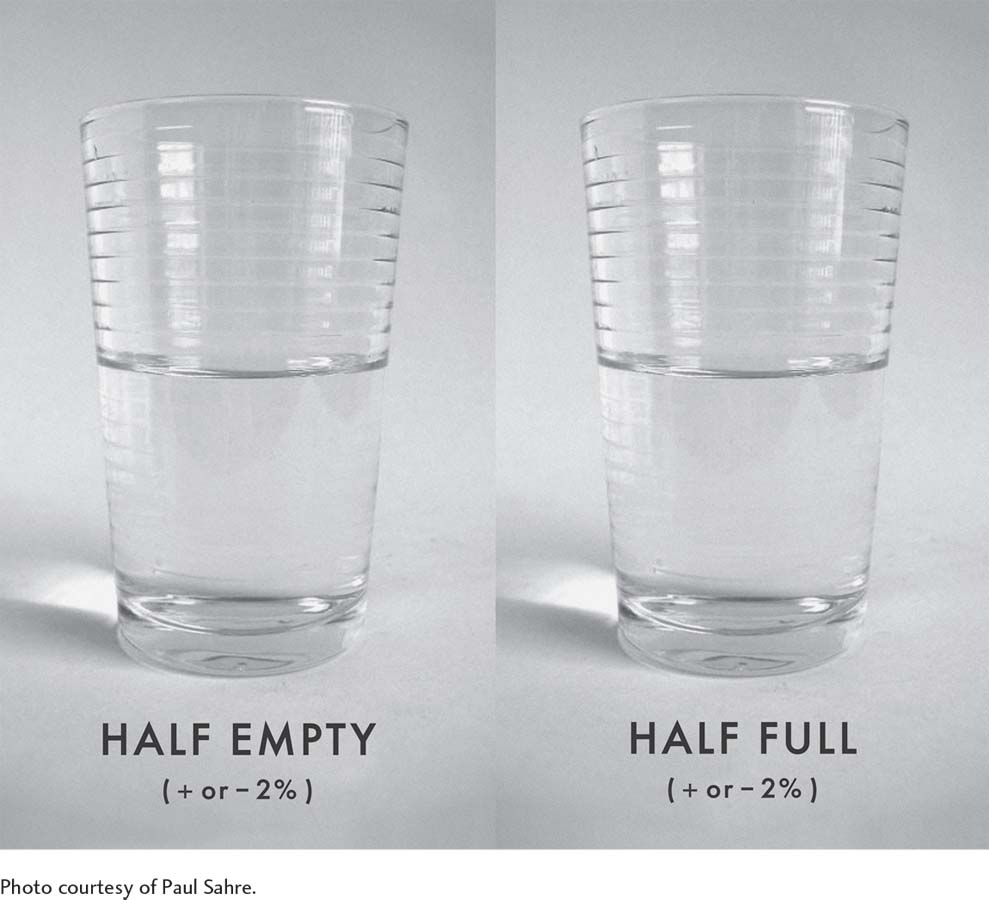 HALF EMPTY
( + or – 2% )
HALF FULL
( + or – 2% )
Photo courtesy of Paul Sahre.